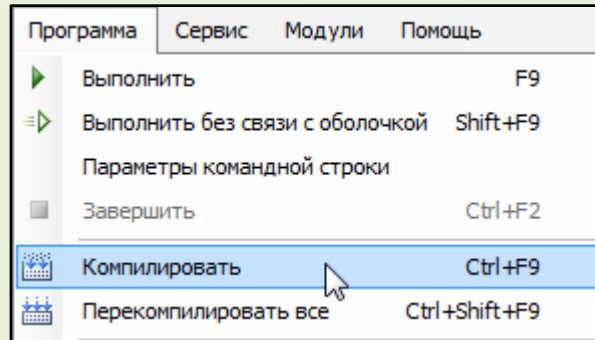 Программа Сервис Модули Помощь
Выполнить F9
Выполнить без связи с оболочкой Shift+F9
Параметры командной строки
Завершить Ctrl+F2
Компилировать Ctrl+F9
Перекомпилировать все Ctrl+Shift+F9